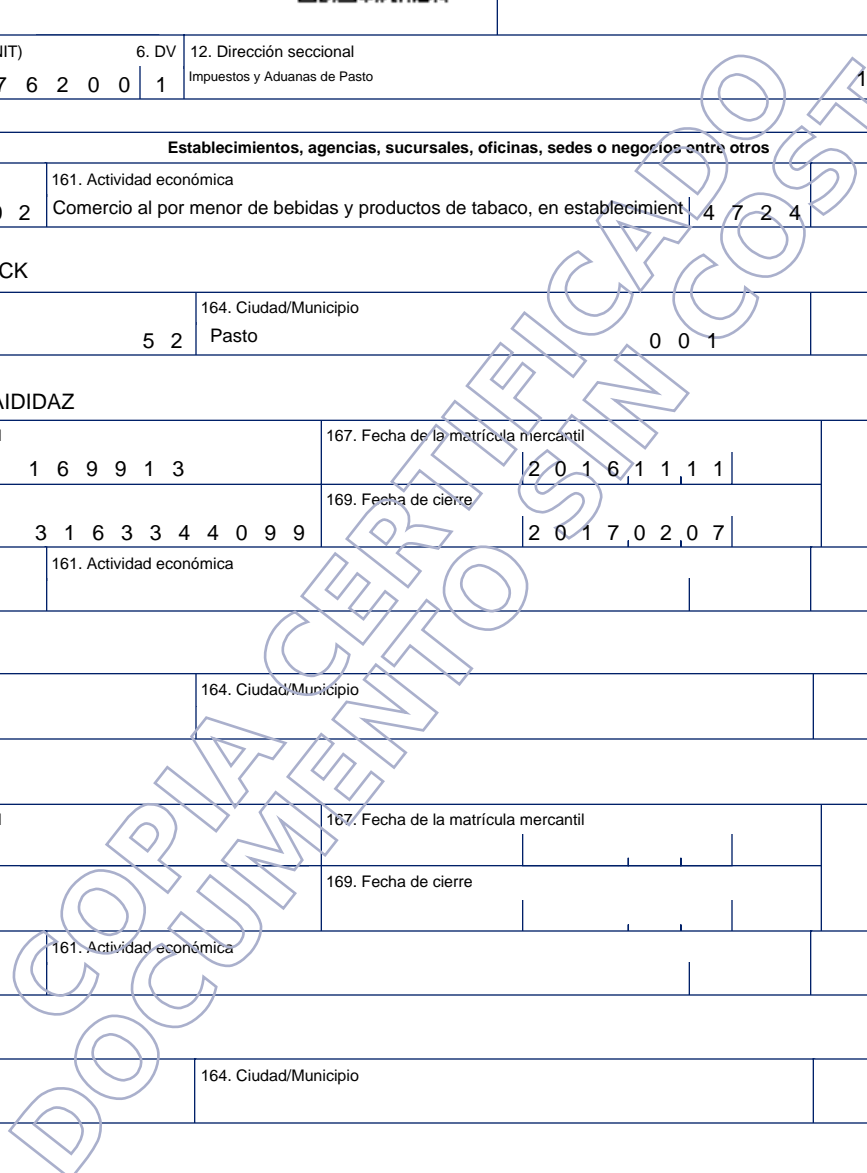 IIT) 6. DV 12. Dirección seccional
7 6 2 0 0 1 Impuestos y Aduanas de Pasto 1
Establecimientos, agencias, sucursales, oficinas, sedes o negocios entre otros
161. Actividad económica
0 2 Comercio al por menor de bebidas y productos de tabaco, en establecimient 4 7 2 4
CK
164. Ciudad/Municipio
5 2 Pasto 0 0 1
AIDIDAZ
167. Fecha de la matrícula mercantil
1 6 9 9 1 3 2 0 1 6 1 1 1 1
169. Fecha de cierre
3 1 6 3 3 4 4 0 9 9 2 0 1 7 0 2 0 7
161. Actividad económica
164. Ciudad/Municipio
167. Fecha de la matrícula mercantil
169. Fecha de cierre
161. Actividad económica
164. Ciudad/Municipio
COPIA CERTIFICADO
DOCUMENTO SIN COST